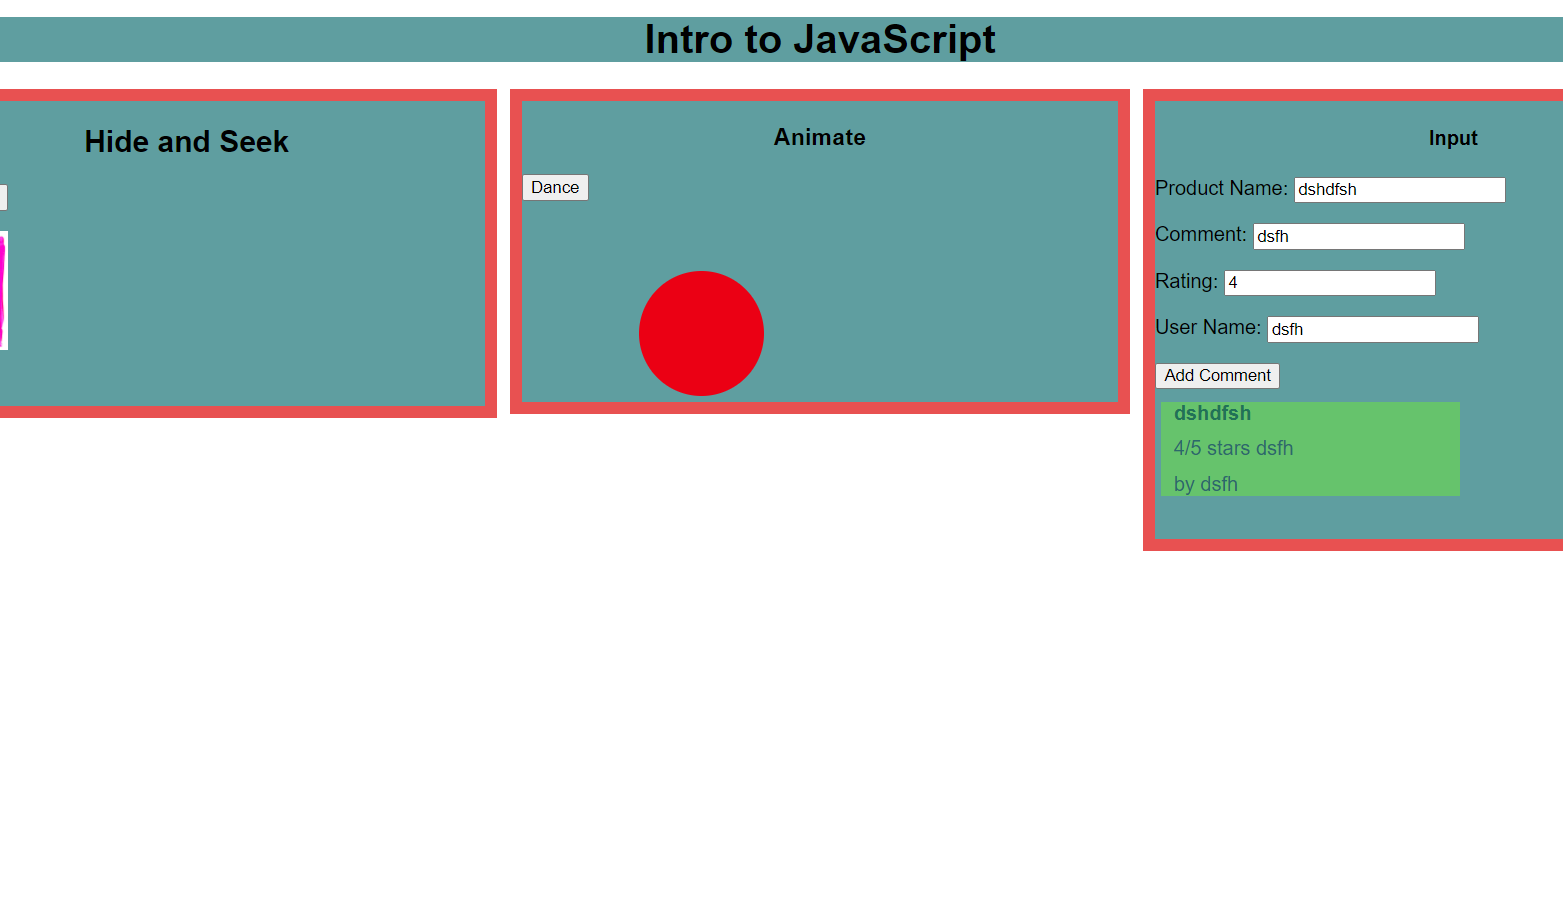 Intro to JavaScript
Hide and Seek
Animate
Dance
Input
Product Name: dshdfsh
Comment: dsfh
Rating: 4
User Name: dsfh
Add Comment
dshdfsh
4/5 stars dsfh
by dsfh